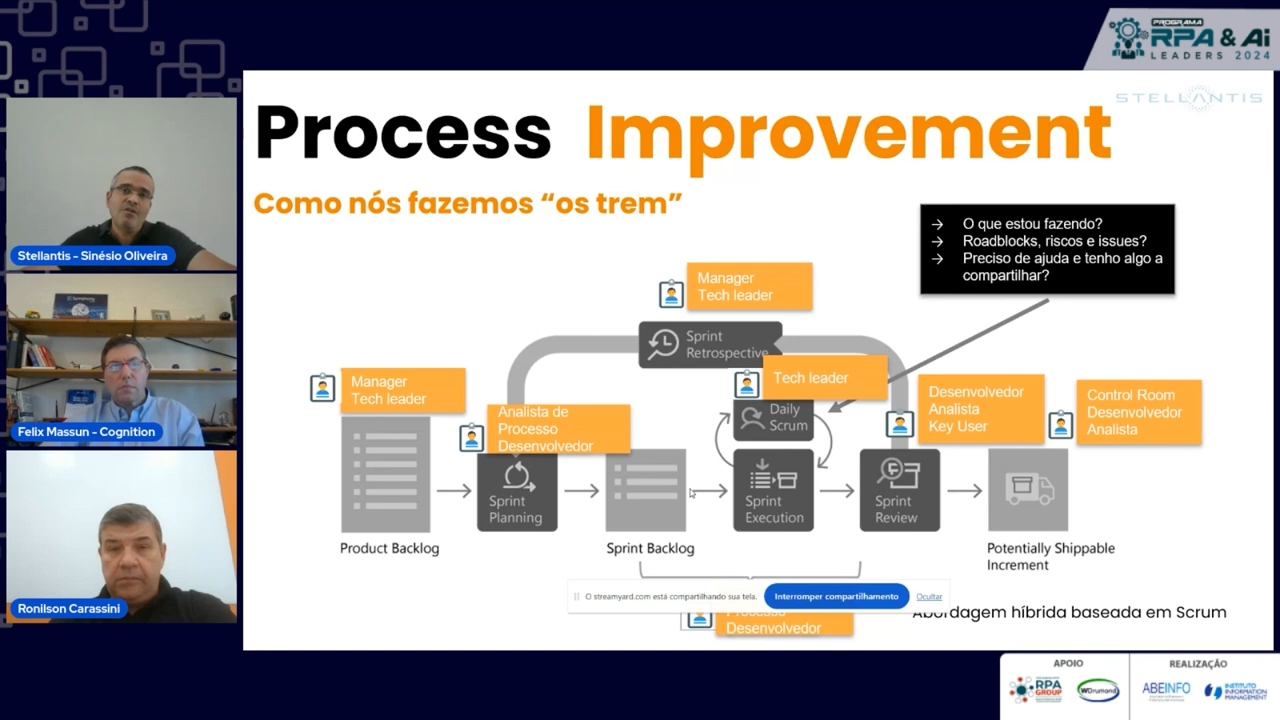 PROGRAMA
RPA & Ai
LEADERS 2024
STELLANTIS
Process Improvement
Como nós fazemos “os trem”
→ O que estou fazendo?
→ Roadblocks, riscos e issues?
→ Preciso de ajuda e tenho algo a
compartilhar?
Manager
Tech leader
Sprint
Retrospective
Manager
Tech leader
Tech leader
Analista de
Processo
Desenvolvedor
Daily
Scrum
Desenvolvedor
Analista
Key User
Control Room
Desenvolvedor
Analista
Sprint
Planning
Sprint
Execution
Sprint
Review
Product Backlog
Sprint Backlog
Potentially Shippable
Increment
O streamyard.com está compartilhando sua tela.
Interromper compartilhamento
Ocultar
Processo
Desenvolvedor
Abordagem híbrida baseada em Scrum
Stellantis - Sinésio Oliveira
Felix Massun - Cognition
Ronilson Carassini
APOIO
RPA
GROUP
WDrumond
REALIZAÇÃO
ABEINFO
INSTITUTO
INFORMATION
MANAGEMENT